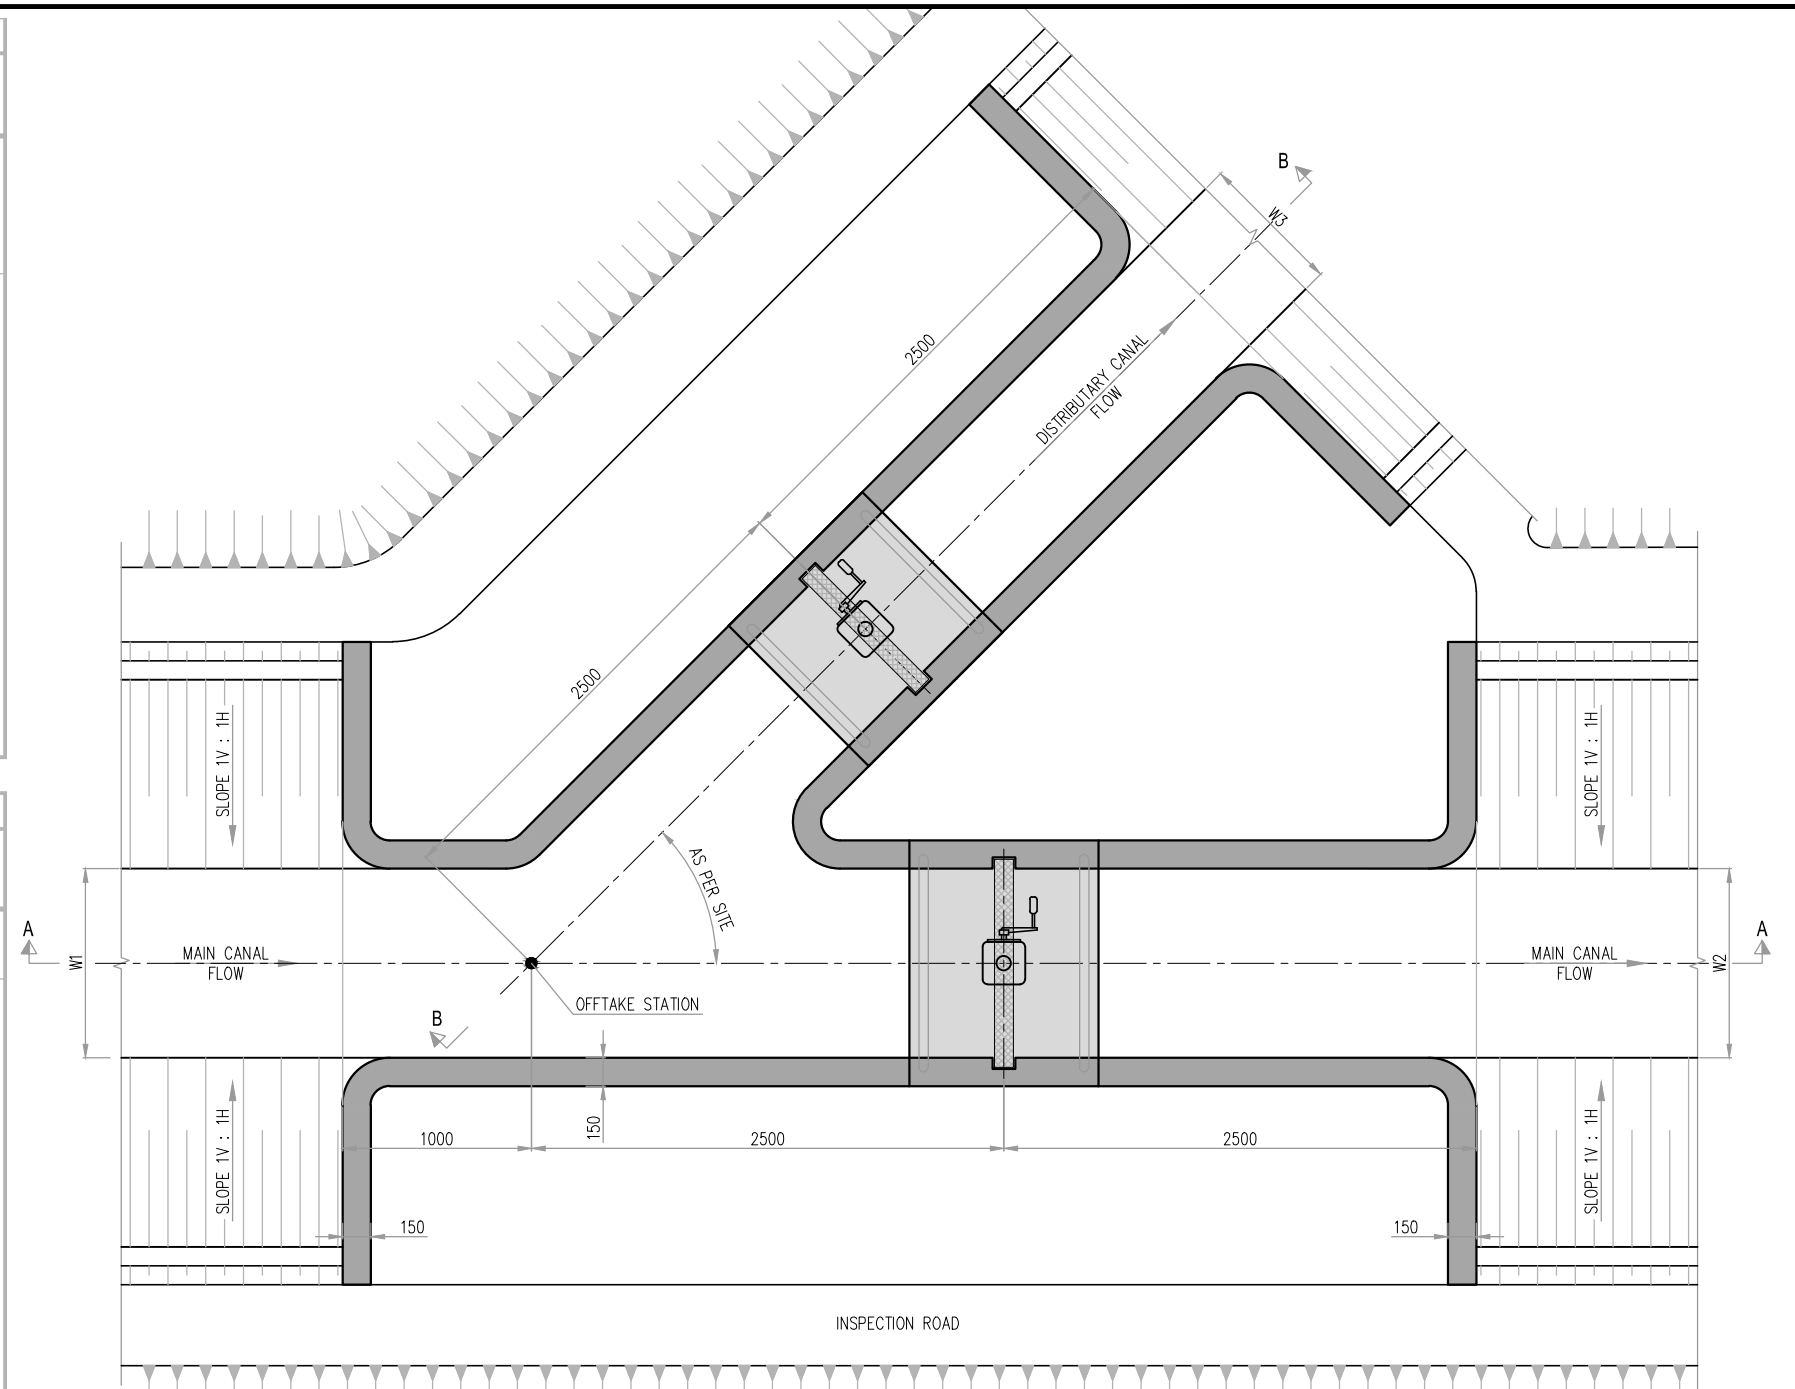 B
W3
2500
DISTRIBUTARY CANAL
FLOW
2500
SLOPE 1V : 1H
SLOPE 1V : 1H
AS PER SITE
A
W1
MAIN CANAL
FLOW
MAIN CANAL
FLOW
W2
A
OFFTAKE STATION
B
SLOPE 1V : 1H
1000
150
2500
2500
SLOPE 1V : 1H
150
150
INSPECTION ROAD